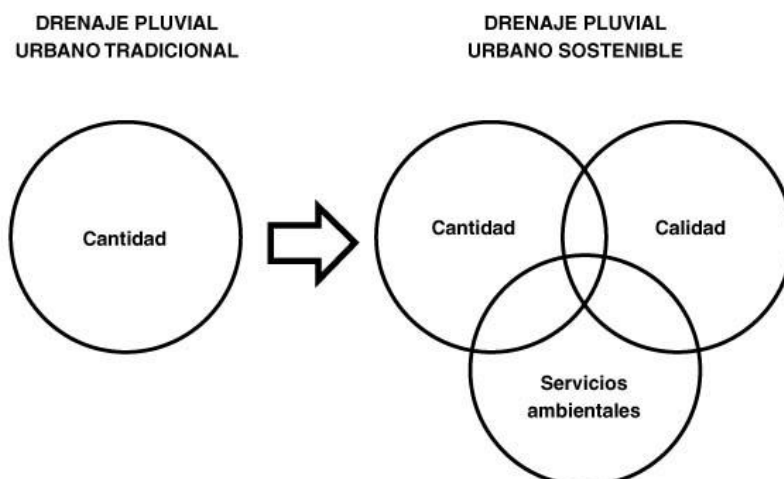 DRENAJE PLUVIAL
URBANO TRADICIONAL
DRENAJE PLUVIAL
URBANO SOSTENIBLE
Cantidad
Cantidad
Calidad
Servicios
ambientales